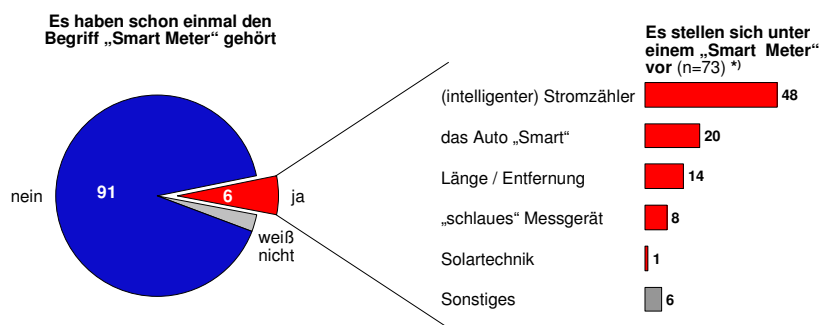 Es haben schon einmal den
Begriff „Smart Meter“ gehört
nein
91
6
ja
weiß
nicht
Es stellen sich unter
einem „Smart Meter“
vor (n=73) *)
(intelligenter) Stromzähler 48
das Auto „Smart“ 20
Länge / Entfernung 14
„schlaues“ Messgerät 8
Solartechnik 1
Sonstiges 6